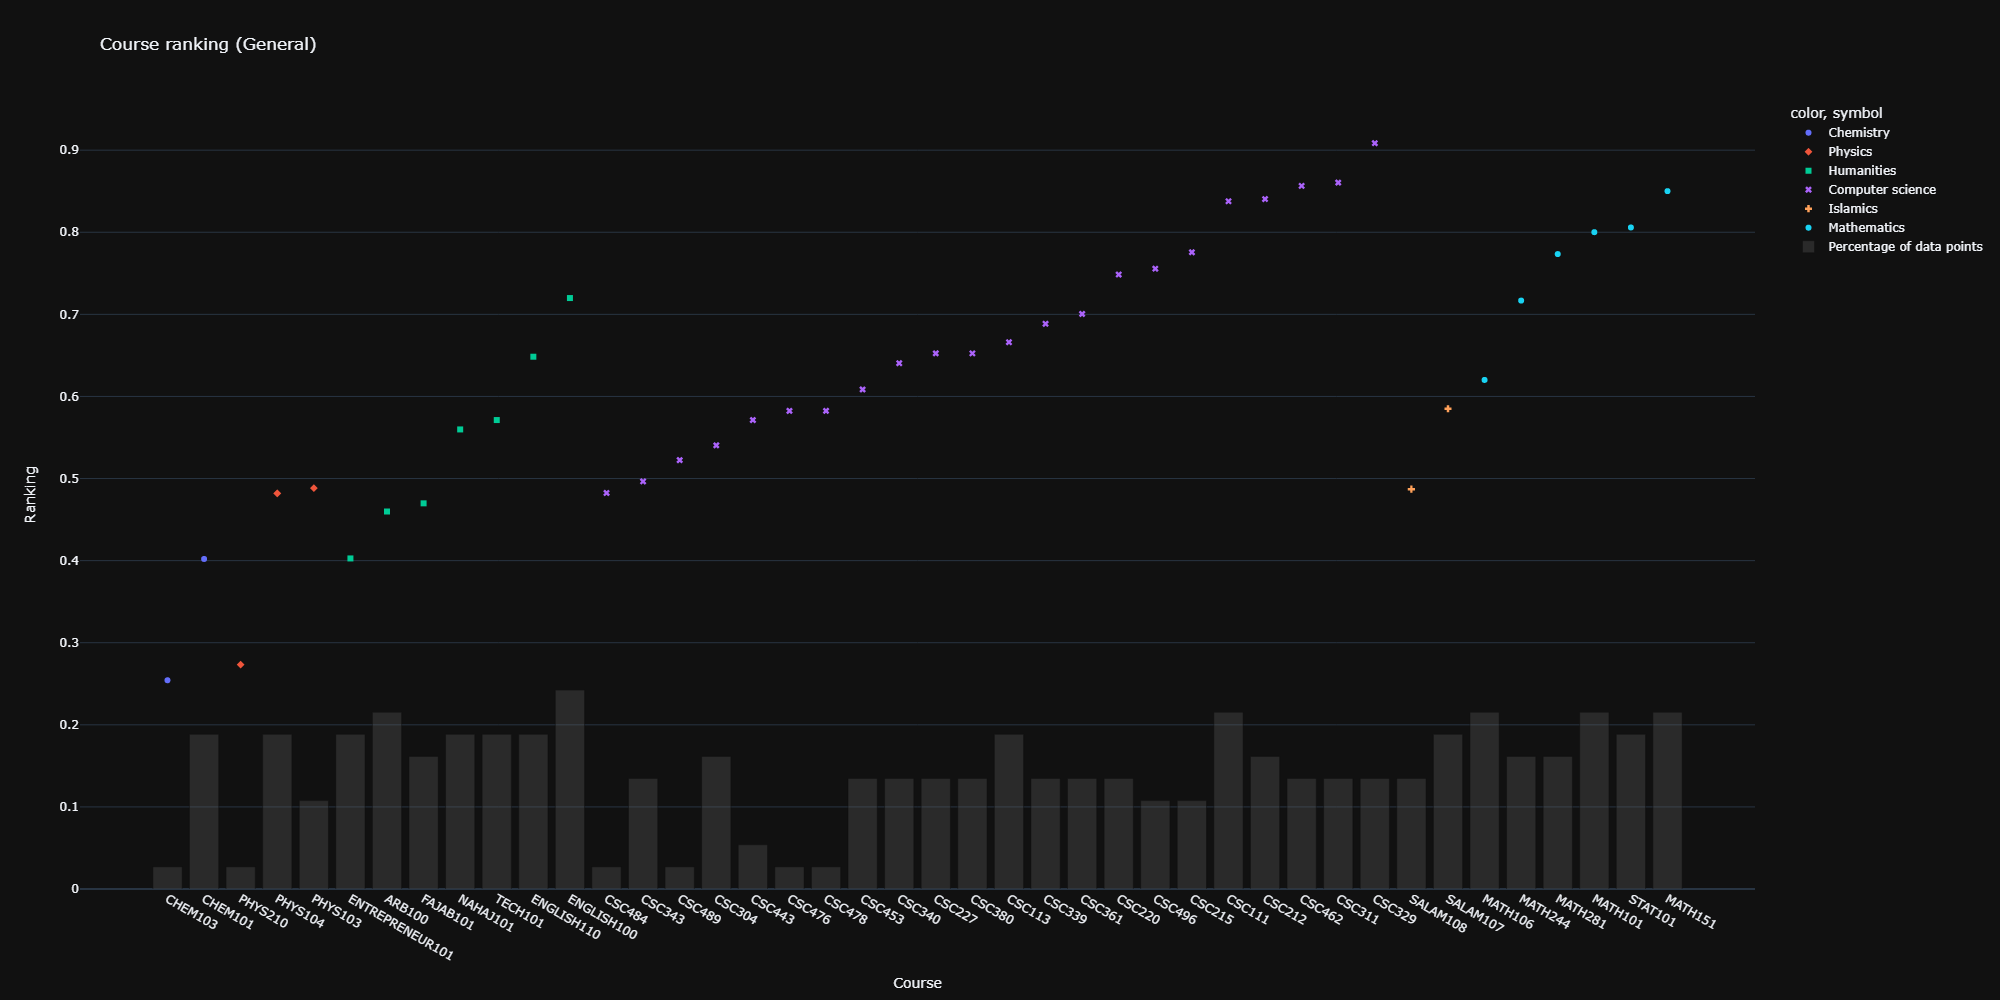 Course ranking (General)
color, symbol
Chemistry
Physics
Humanities
Computer science
Islamics
Mathematics
Percentage of data points
0.9
0.8
0.7
0.6
0.5
0.4
0.3
0.2
0.1
0
Ranking
CHEM103
CHEM101
PHYS210
PHYS104
PHYS103
ENTREPRENEUR101
ARB100
FAJAB101
NAHAJ101
TECH101
ENGLISH110
ENGLISH100
CSC484
CSC343
CSC489
CSC304
CSC443
CSC476
CSC478
CSC453
CSC340
CSC227
CSC380
CSC113
CSC339
CSC361
CSC220
CSC496
CSC215
CSC111
CSC212
CSC462
CSC311
CSC329
SALAM108
SALAM107
MATH106
MATH244
MATH281
MATH101
STAT101
MATH151
Course